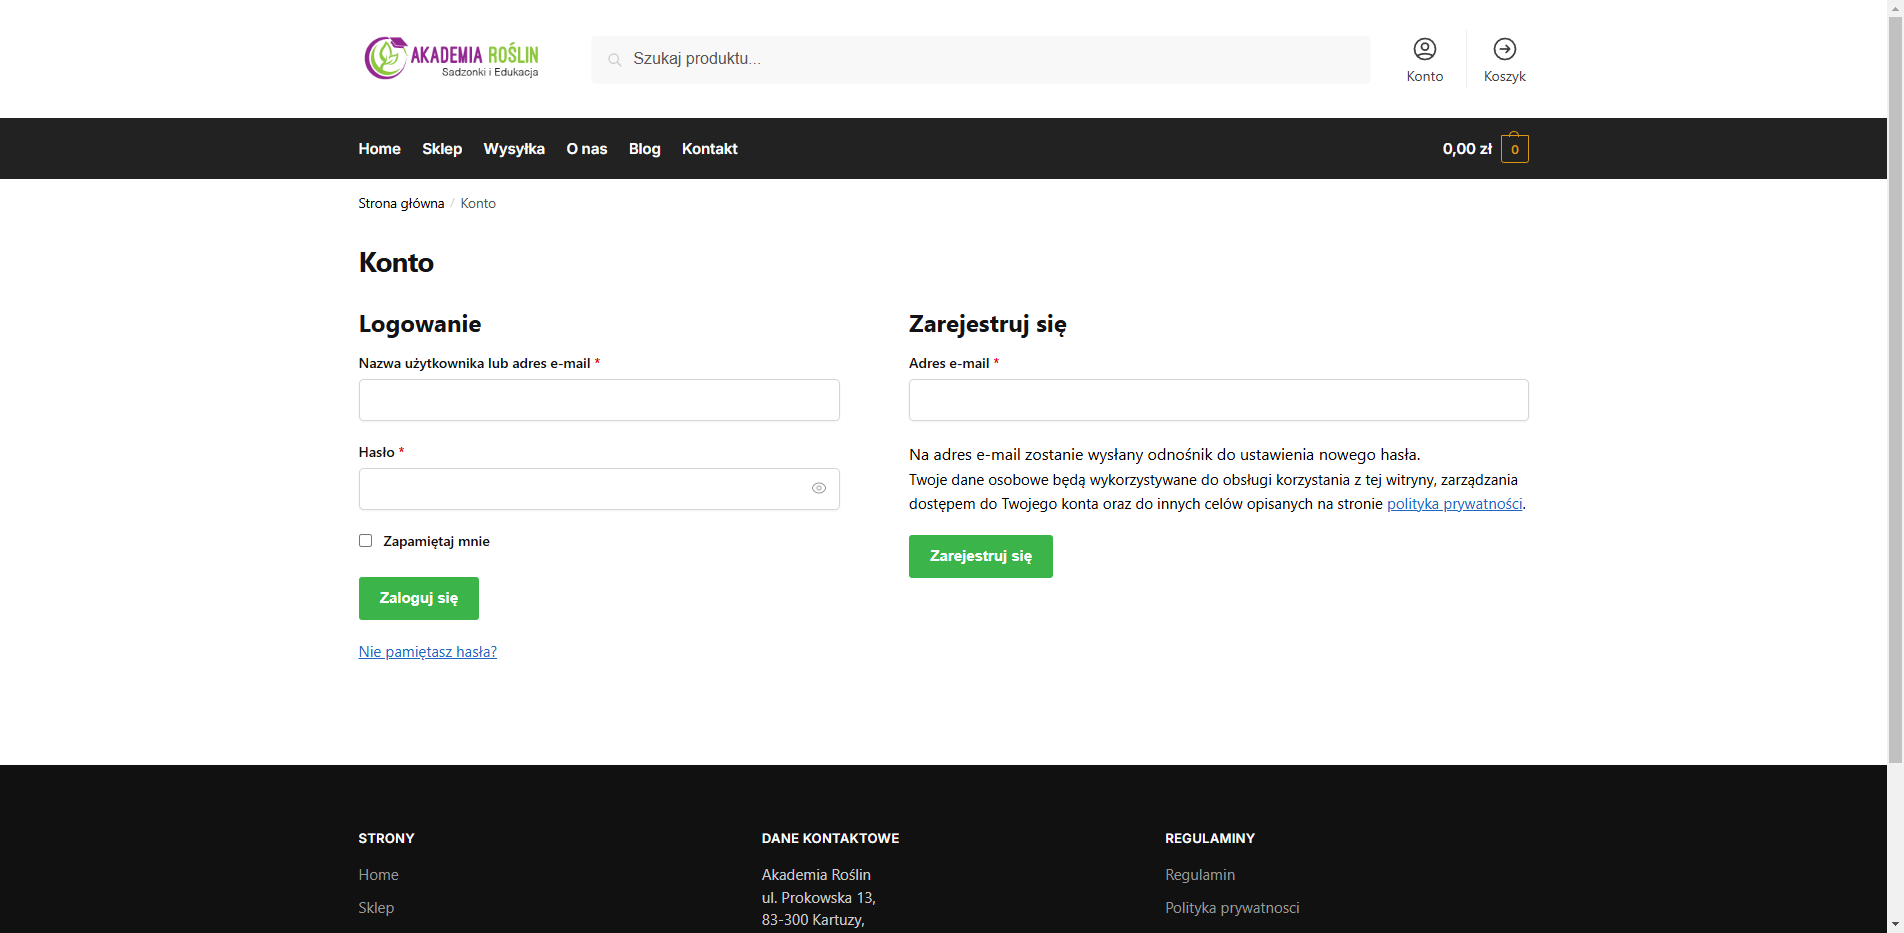 AKADEMIA ROŚLIN
Sadzonki i Edukacja
Szukaj produktu...
Konto
Koszyk
Home
Sklep
Wysyłka
O nas
Blog
Kontakt
0,00 zł
0
Strona główna / Konto
Konto
Logowanie
Nazwa użytkownika lub adres e-mail *
Hasło *
Zapamiętaj mnie
Zaloguj się
Nie pamiętasz hasła?
Zarejestruj się
Adres e-mail *
Na adres e-mail zostanie wysłany odnośnik do ustawienia nowego hasła.
Twoje dane osobowe będą wykorzystywane do obsługi korzystania z tej witryny, zarządzania
dostępem do Twojego konta oraz do innych celów opisanych na stronie polityka prywatności.
Zarejestruj się
STRONY
Home
Sklep
DANE KONTAKTOWE
Akademia Roślin
ul. Prokowska 13,
83-300 Kartuzy,
REGULAMINY
Regulamin
Polityka prywatnosci